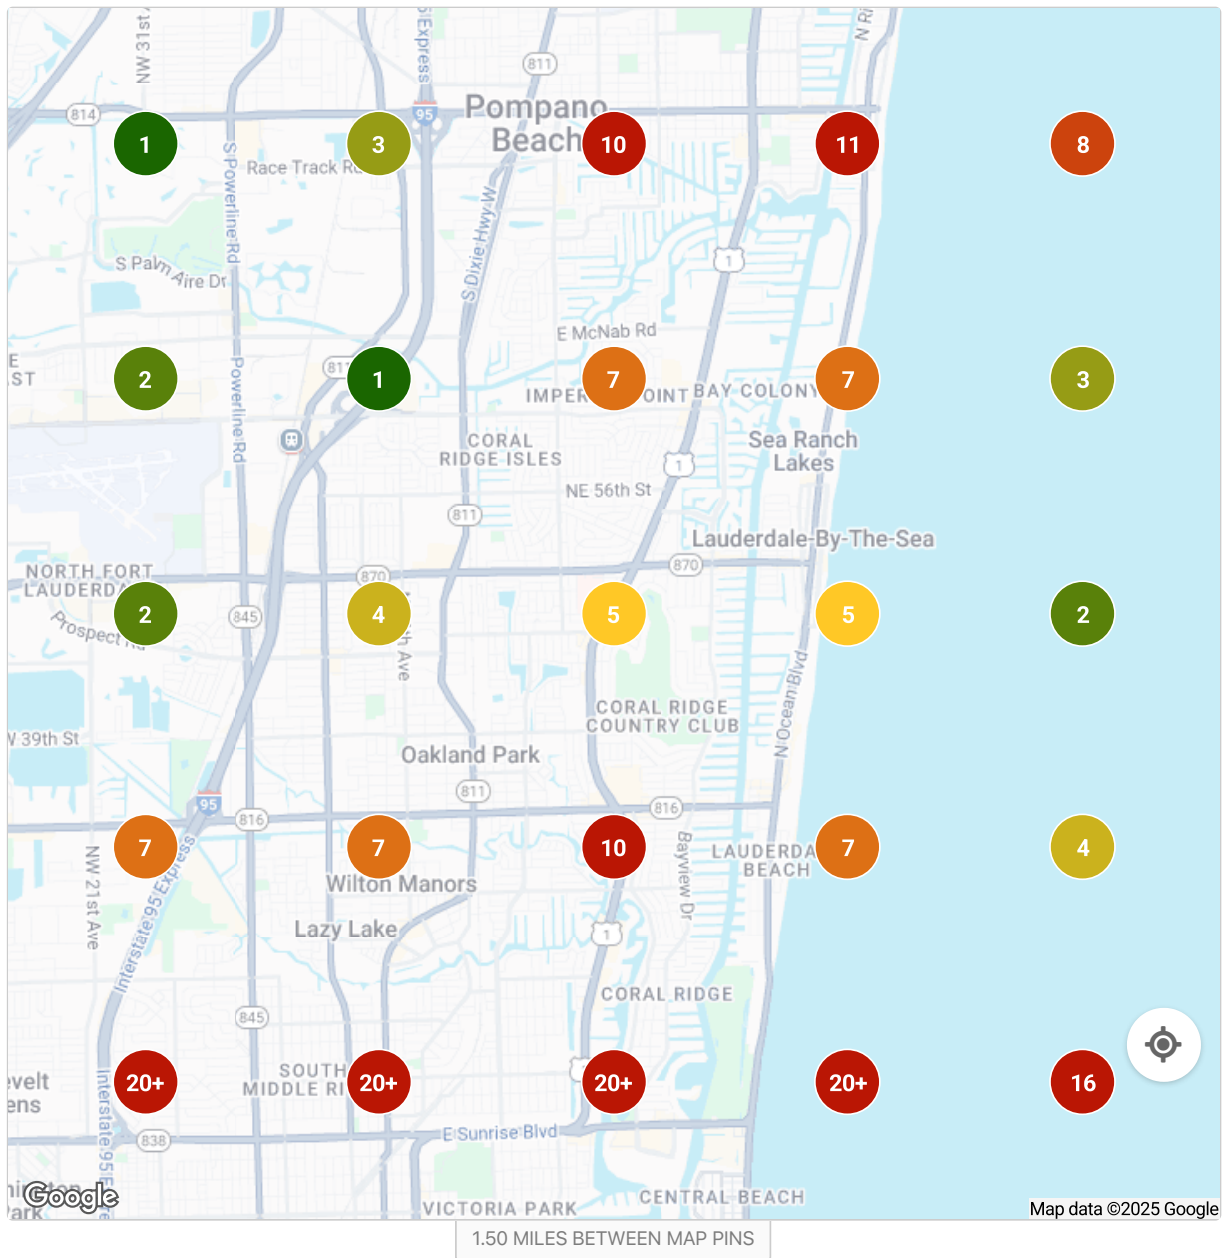 NW 31st
Express
N Ri
811
814
95
Pompano
Beach
1
3
10
11
8
Race Track Rd
S Powerline Rd
S Palm Aire Dr
S Dixie Hwy W
1
E McNab Rd
811
2
1
7
7
3
IMPERIAL POINT
BAY COLONY
Powerline Rd
CORAL
RIDGE ISLES
Sea Ranch
Lakes
1
NE 56th St
811
Lauderdale-By-The-Sea
NORTH FORT
870
870
2
4
5
5
2
845
Prospect Rd
th Ave
CORAL RIDGE
COUNTRY CLUB
N Ocean Blvd
W 39th St
Oakland Park
811
95
816
816
7
7
10
7
4
NW 21st Ave
Interstate 95 Express
Wilton Manors
Bayview Dr
BEACH
Lazy Lake
1
CORAL RIDGE
845
SOUTH
20+
20+
20+
20+
16
Interstate 95 E
838
E Sunrise Blvd
VICTORIA PARK
CENTRAL BEACH
Google
Map data ©2025 Google
1.50 MILES BETWEEN MAP PINS